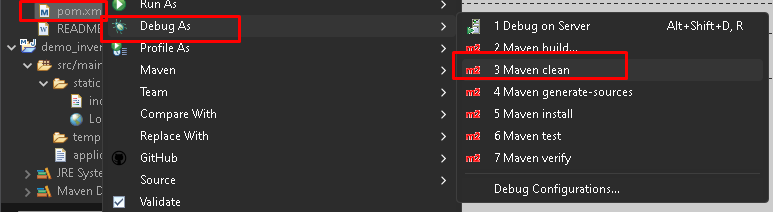 pom.xm
README
demo_inver
src/main
static
ind
Lo
temp
applic
JRE Syste
Maven D
Run As
Debug As
Profile As
Maven
Team
Compare With
Replace With
GitHub
Source
Validate
1 Debug on Server Alt+Shift+D, R
2 Maven build...
3 Maven clean
4 Maven generate-sources
5 Maven install
6 Maven test
7 Maven verify
Debug Configurations...